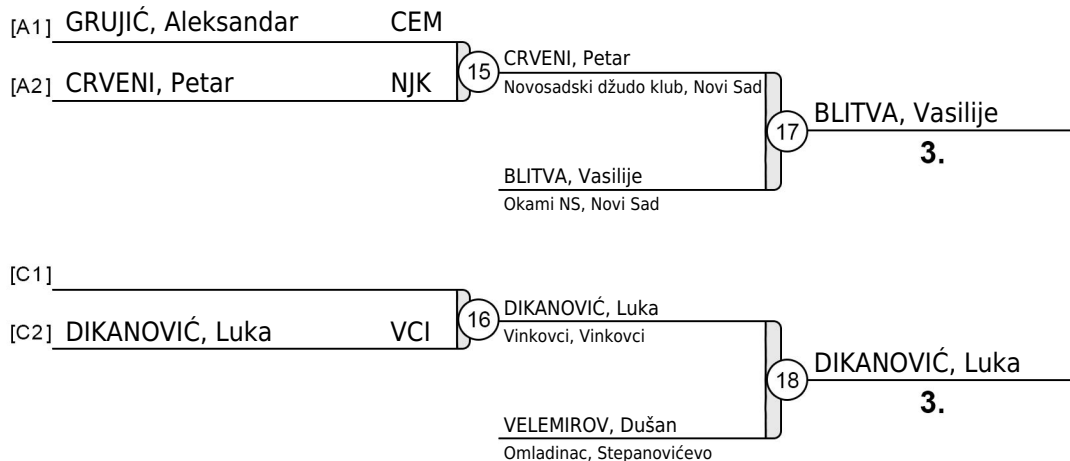 [A1] GRUJIĆ, Aleksandar CEM
[A2] CRVENI, Petar NJK
15
CRVENI, Petar
Novosadski džudo klub, Novi Sad
17
BLITVA, Vasilije
3.
BLITVA, Vasilije
Okami NS, Novi Sad
[C1]
[C2] DIKANOVIĆ, Luka VCI
16
DIKANOVIĆ, Luka
Vinkovci, Vinkovci
18
DIKANOVIĆ, Luka
3.
VELEMIROV, Dušan
Omladinac, Stepanovićevo